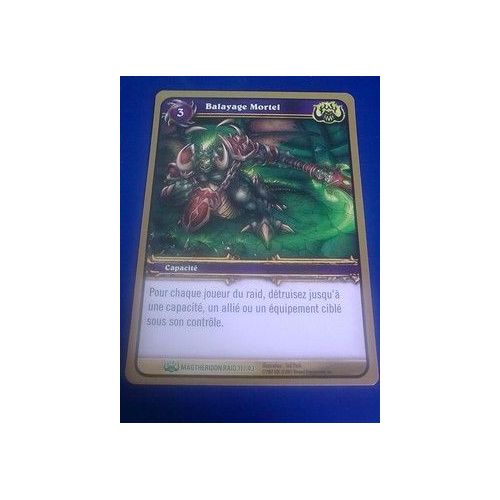 3
Balayage Mortel
Capacité
Pour chaque joueur du raid, détruisez jusqu'à
une capacité, un allié ou un équipement ciblé
sous son contrôle.
MAGTHERIDON RAID